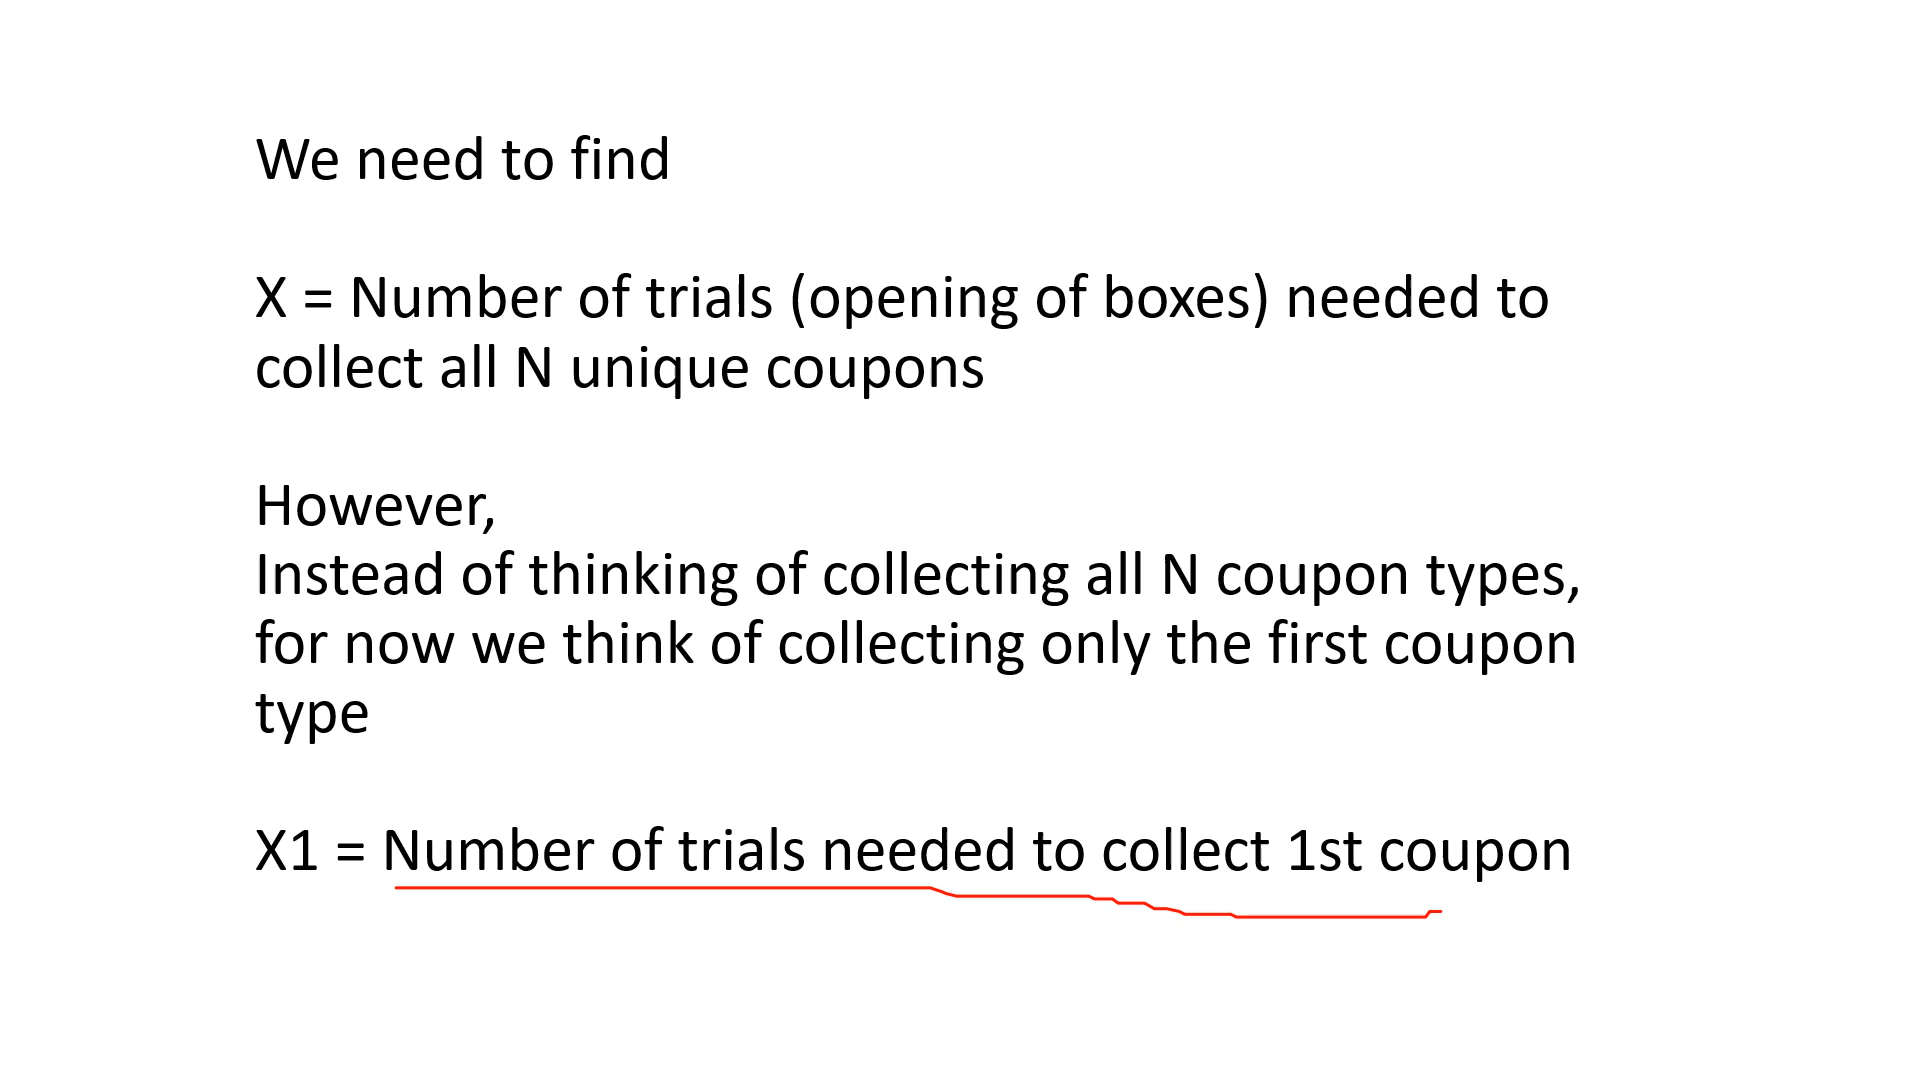 We need to find
X = Number of trials (opening of boxes) needed to
collect all N unique coupons
However,
Instead of thinking of collecting all N coupon types,
for now we think of collecting only the first coupon
type
X1 = Number of trials needed to collect 1st coupon